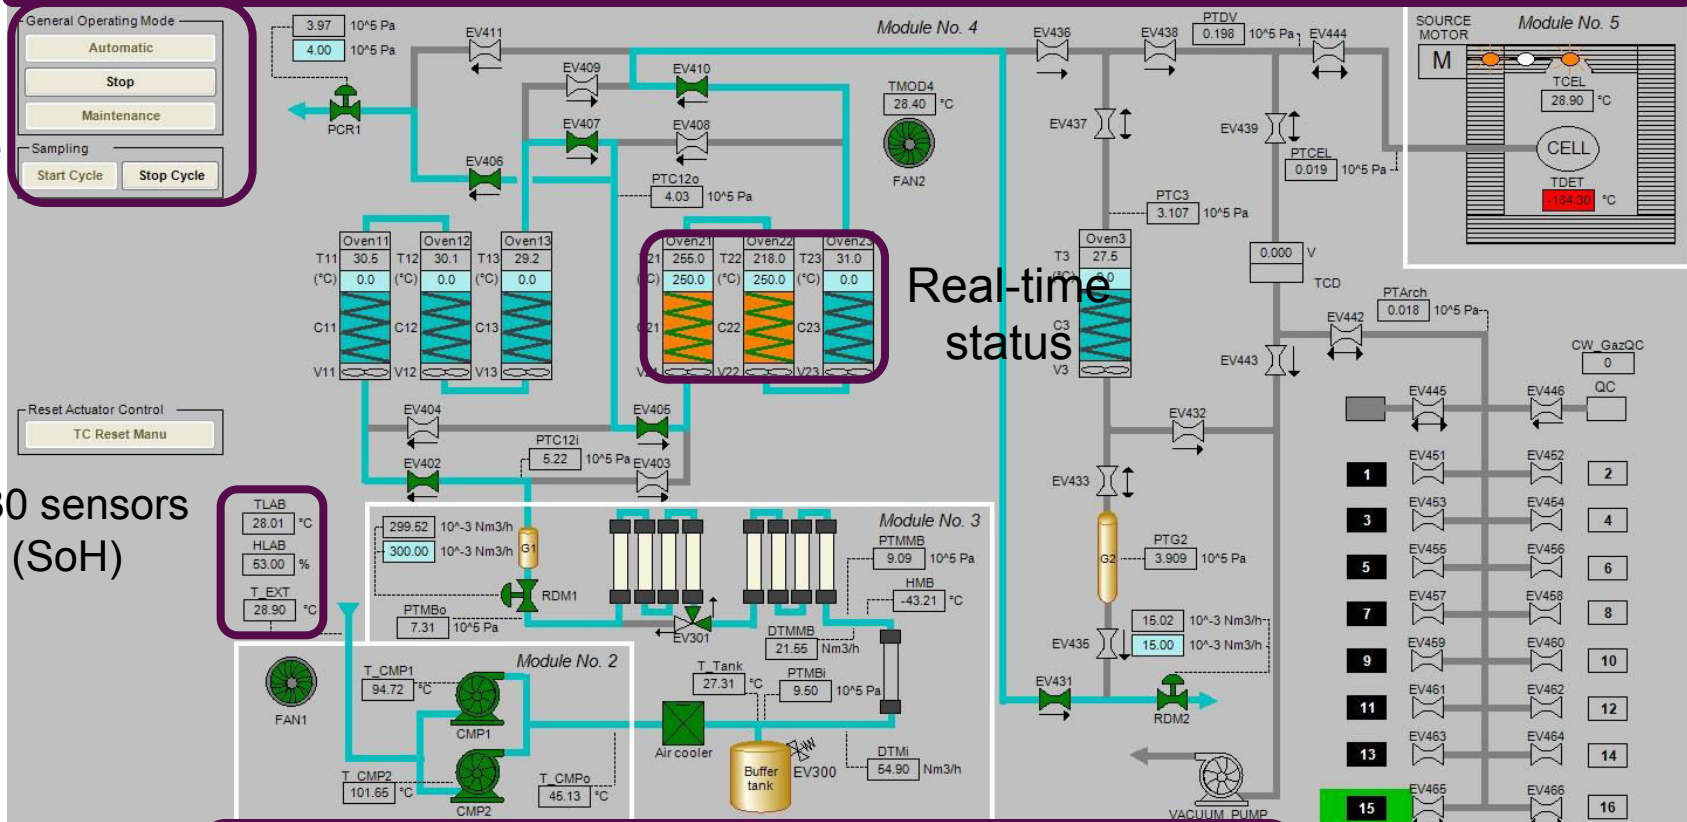 General Operating Mode
Automatic
Stop
Maintenance
Sampling
Start Cycle Stop Cycle
3.97 10^5 Pa
4.00 10^5 Pa
PCR1
EV411
EV409
EV410
EV407
EV408
EV406
Module No. 4
TMOD4
28.40 °C
FAN2
PTC12o
4.03 10^5 Pa
EV436
EV438
PTDV
0.198 10^5 Pa
EV444
EV437
EV439
PTCEL
0.019 10^5 Pa
SOURCE
MOTOR
M
Module No. 5
TCEL
28.90 °C
CELL
TDET
-184.30 °C
PTC3
3.107 10^5 Pa
Oven11 Oven12 Oven13
T11 30.5 T12 30.1 T13 29.2
(°C) 0.0 (°C) 0.0 (°C) 0.0
C11 C12 C13
V11 V12 V13
Oven21 Oven22 Oven23
T21 255.0 T22 218.0 T23 31.0
(°C) 250.0 (°C) 250.0 (°C) 0.0
C21 C22 C23
V21 V22 V23
Real-time
status
Oven3
T3 27.5
(°C) 0.0
C3
V3
0.000 V
TCD
PTArch
0.018 10^5 Pa
EV442
EV443
CW_GazQC
0
QC
EV445 EV446
Reset Actuator Control
TC Reset Manu
EV404
EV405
PTC12i
5.22 10^5 Pa
EV402
EV403
EV432
EV433
30 sensors
(SoH)
TLAB
28.01 °C
HLAB
53.00 %
T_EXT
28.90 °C
299.52 10^-3 Nm3/h
300.00 10^-3 Nm3/h
G1
RDM1
PTMBo
7.31 10^5 Pa
EV301
Module No. 3
PTMMB
9.09 10^5 Pa
HMB
-43.21 °C
DTMMB
21.55 Nm3/h
G2
PTG2
3.909 10^5 Pa
15.02 10^-3 Nm3/h
15.00 10^-3 Nm3/h
EV435
EV431
RDM2
FAN1
Module No. 2
T_CMP1
94.72 °C
CMP1
T_CMP2
101.65 °C
CMP2
T_CMPo
45.13 °C
Air cooler
T_Tank
27.31 °C
PTMBi
9.50 10^5 Pa
Buffer
tank
EV300
DTMi
54.90 Nm3/h
VACUUM PUMP
1 EV451 EV452 2
3 EV453 EV454 4
5 EV455 EV456 6
7 EV457 EV458 8
9 EV459 EV460 10
11 EV461 EV462 12
13 EV463 EV464 14
15 EV465 EV466 16